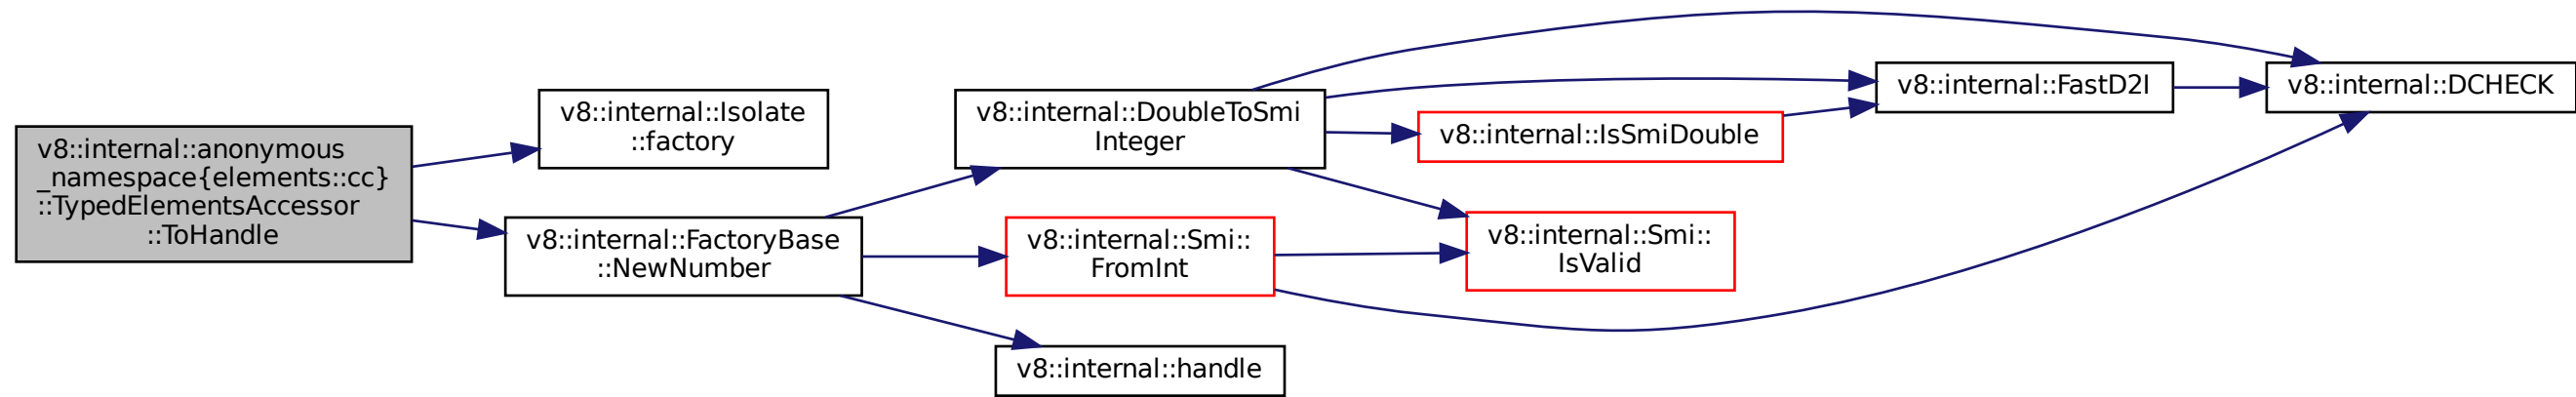 v8::internal::anonymous
_namespace{elements::cc}
::TypedElementsAccessor
::ToHandle
v8::internal::Isolate
::factory
v8::internal::FactoryBase
::NewNumber
v8::internal::DoubleToSmi
Integer
v8::internal::Smi::
FromInt
v8::internal::handle
v8::internal::IsSmiDouble
v8::internal::Smi::
IsValid
v8::internal::FastD2I
v8::internal::DCHECK